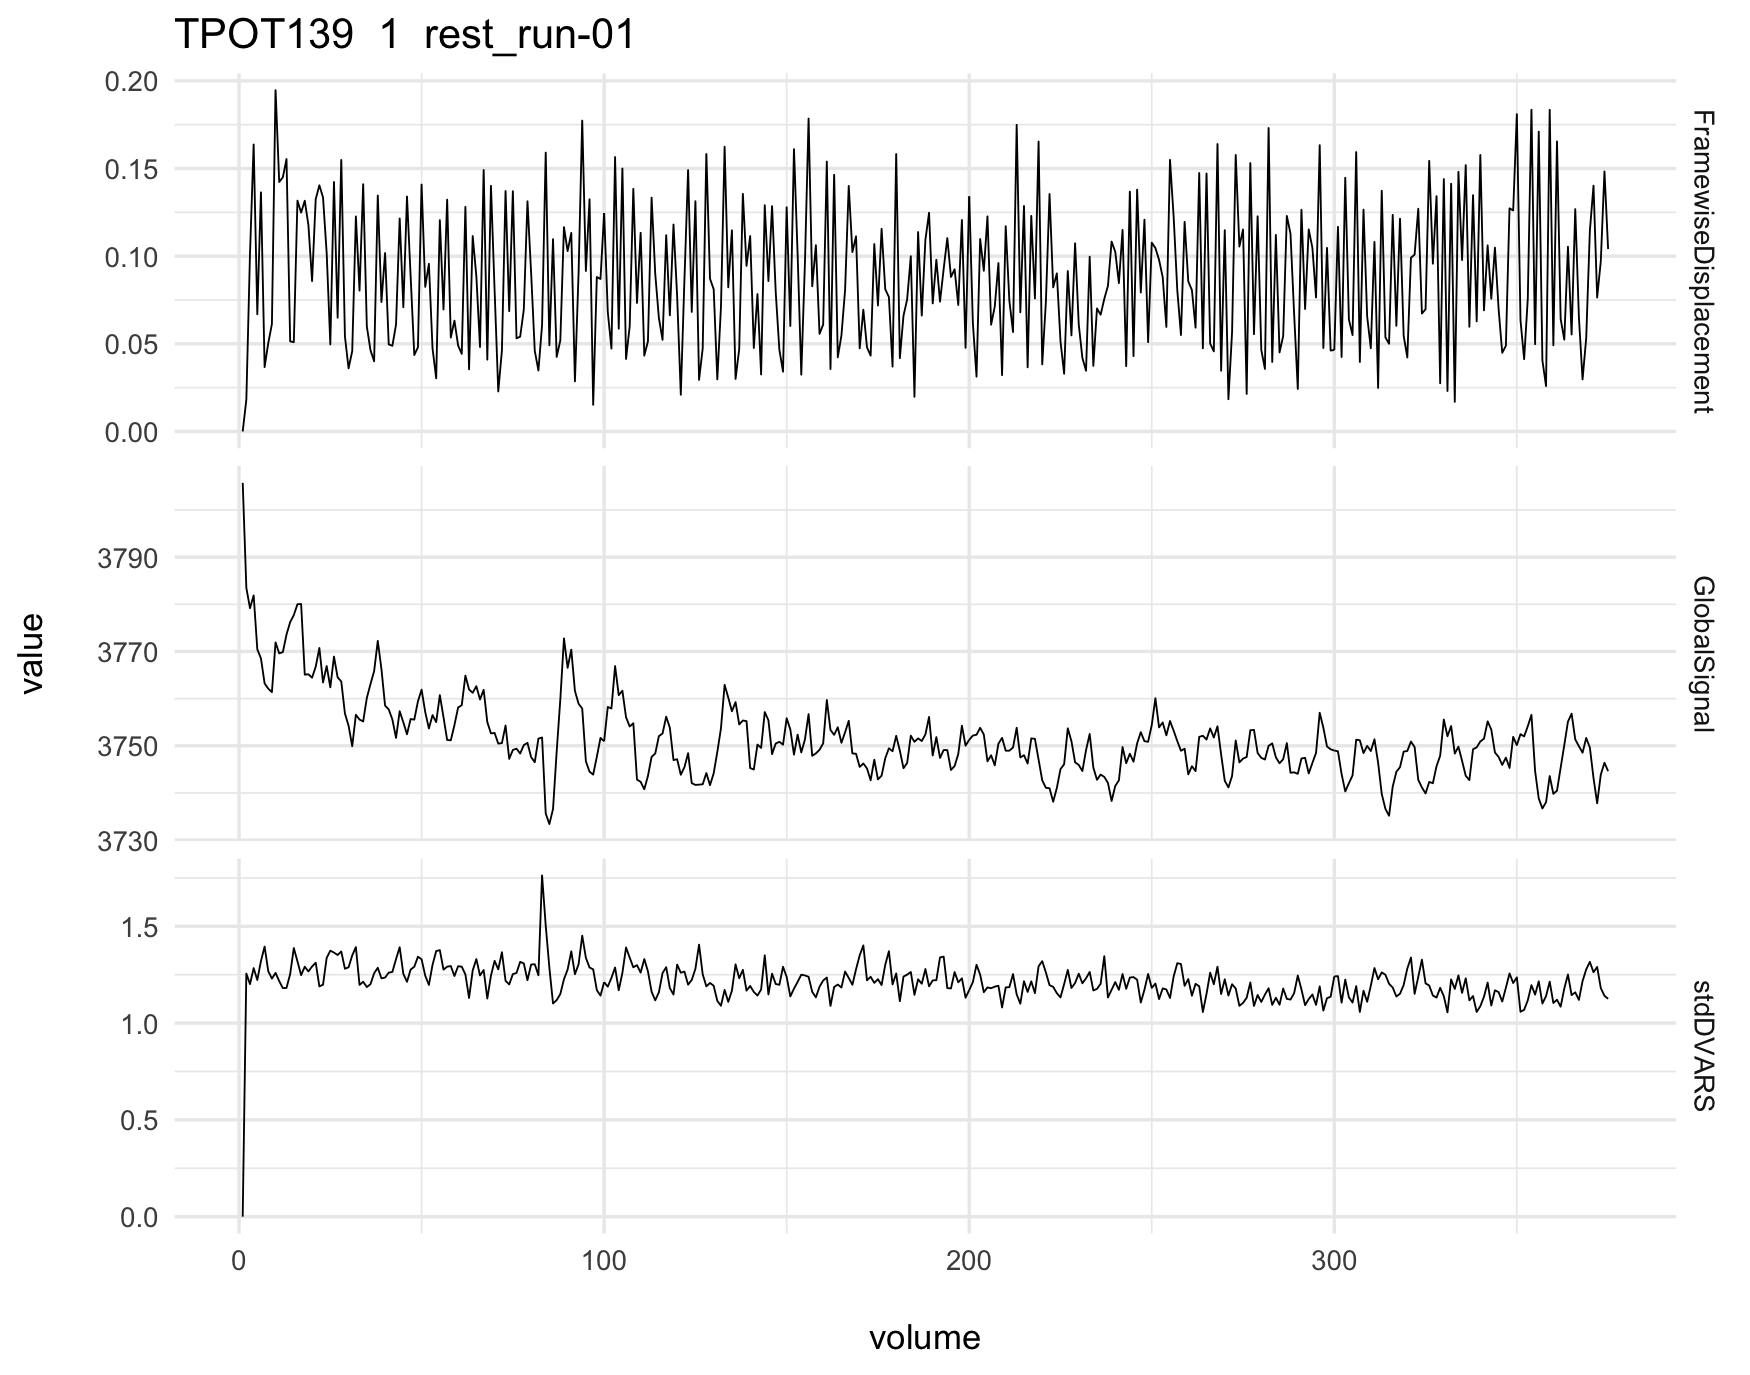 TPOT139  1  rest_run-01
0.20
0.15
0.10
0.05
0.00
FramewiseDisplacement
3790
3770
3750
3730
GlobalSignal
value
1.5
1.0
0.5
0.0
stdDVARS
0
100
200
300
volume